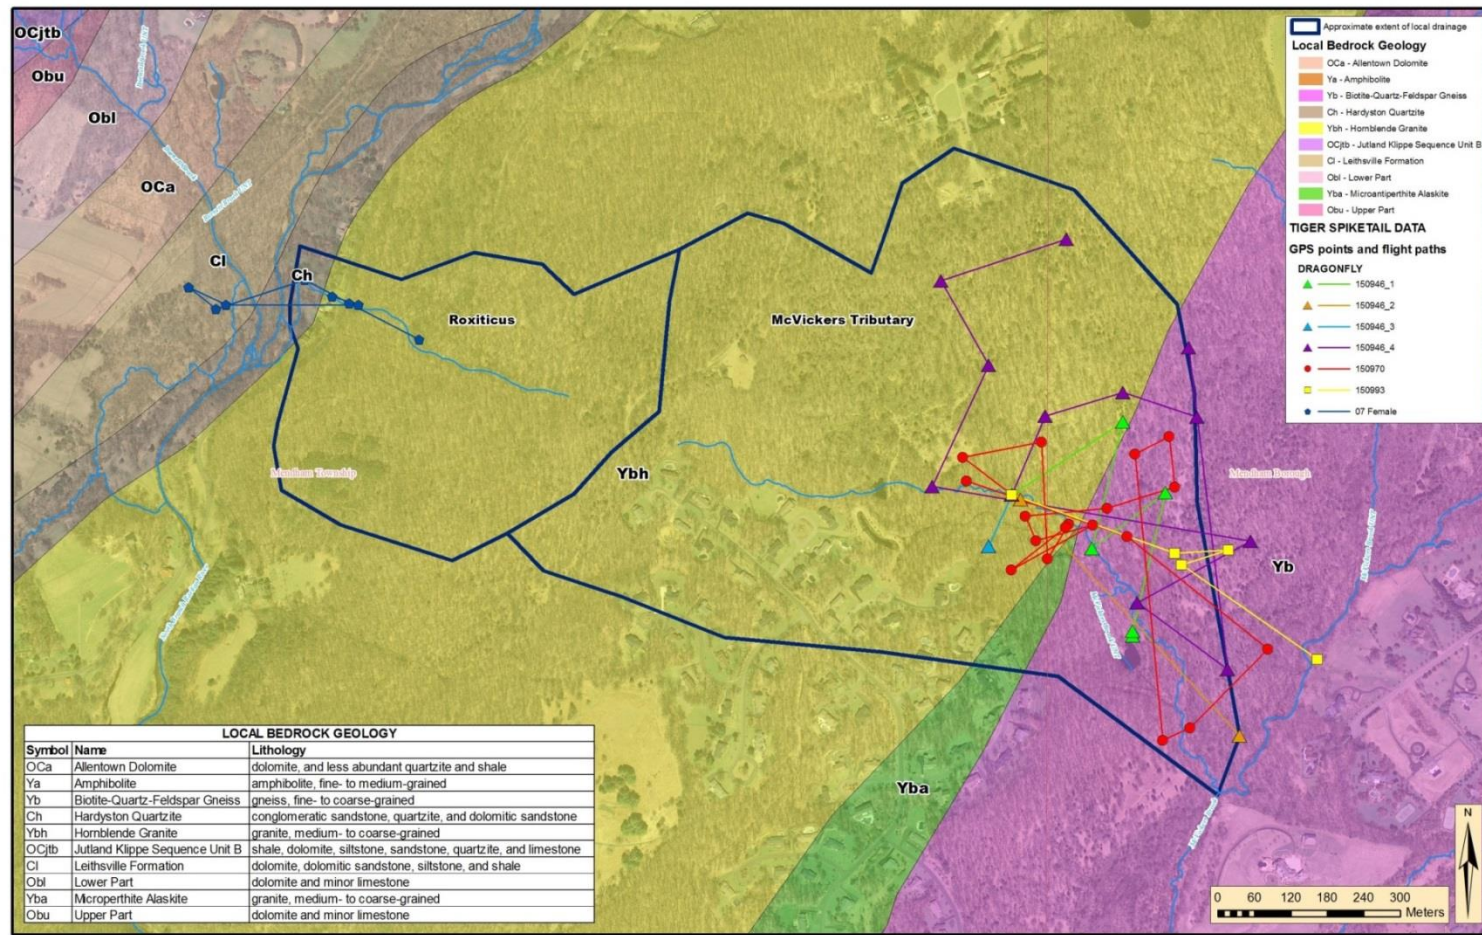 OCjtb
Obu
Obl
OCa
Cl
Ch
Roxiticus
McVickers Tributary
Mendham Township
Ybh
Mendham Borough
Yb
Yba
Approximate extent of local drainage
Local Bedrock Geology
OCa - Allentown Dolomite
Ya - Amphibolite
Yb - Biotite-Quartz-Feldspar Gneiss
Ch - Hardyston Quartzite
Ybh - Hornblende Granite
OCjtb - Jutland Klippe Sequence Unit B
Cl - Leithsville Formation
Obl - Lower Part
Yba - Microantiperthite Alaskite
Obu - Upper Part
TIGER SPIKETAIL DATA
GPS points and flight paths
DRAGONFLY
150946_1
150946_2
150946_3
150946_4
150970
150993
07 Female
LOCAL BEDROCK GEOLOGY
Symbol Name Lithology
OCa Allentown Dolomite dolomite, and less abundant quartzite and shale
Ya Amphibolite amphibolite, fine- to medium-grained
Yb Biotite-Quartz-Feldspar Gneiss gneiss, fine- to coarse-grained
Ch Hardyston Quartzite conglomeratic sandstone, quartzite, and dolomitic sandstone
Ybh Hornblende Granite granite, medium- to coarse-grained
OCjtb Jutland Klippe Sequence Unit B shale, dolomite, siltstone, sandstone, quartzite, and limestone
Cl Leithsville Formation dolomite, dolomitic sandstone, siltstone, and shale
Obl Lower Part dolomite and minor limestone
Yba Microperthite Alaskite granite, medium- to coarse-grained
Obu Upper Part dolomite and minor limestone
N
0 60 120 180 240 300
Meters